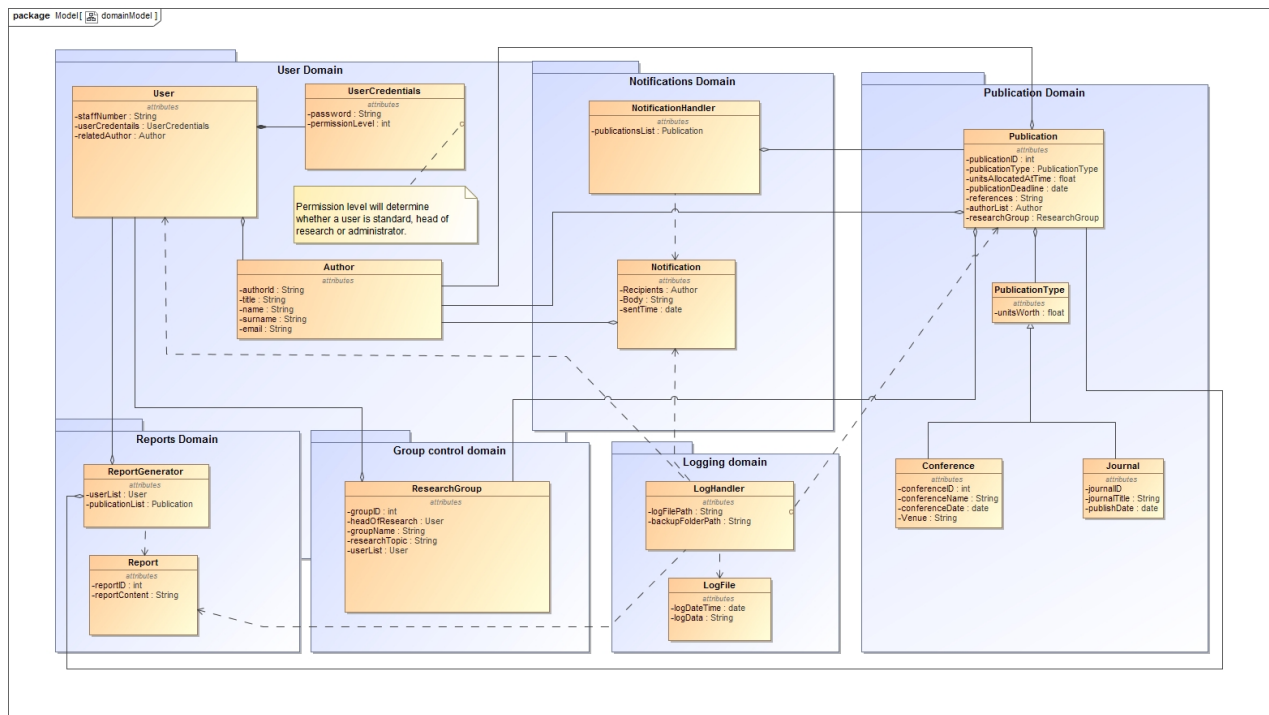 package Model[ domainModel ]
User Domain
User
attributes
-staffNumber : String
-userCredentails : UserCredentials
-relatedAuthor : Author
UserCredentials
attributes
-password : String
-permissionLevel : int
Permission level will determine
whether a user is standard, head of
research or administrator.
Author
attributes
-authorId : String
-title : String
-name : String
-surname : String
-email : String
Notifications Domain
NotificationHandler
attributes
-publicationsList : Publication
Notification
attributes
-Recipients : Author
-Body : String
-sentTime : date
Publication Domain
Publication
attributes
-publicationID : int
-publicationType : PublicationType
-unitsAllocatedAtTime : float
-publicationDeadline : date
-references : String
-authorList : Author
-researchGroup : ResearchGroup
PublicationType
attributes
-unitsWorth : float
Conference
attributes
-conferenceID : int
-conferenceName : String
-conferenceDate : date
-Venue : String
Journal
attributes
-journalID
-journalTitle : String
-publishDate : date
Reports Domain
ReportGenerator
attributes
-userList : User
-publicationList : Publication
Report
attributes
-reportID : int
-reportContent : String
Group control domain
ResearchGroup
attributes
-groupID : int
-headOfResearch : User
-groupName : String
-researchTopic : String
-userList : User
Logging domain
LogHandler
attributes
-logFilePath : String
-backupFolderPath : String
LogFile
attributes
-logDateTime : date
-logData : String